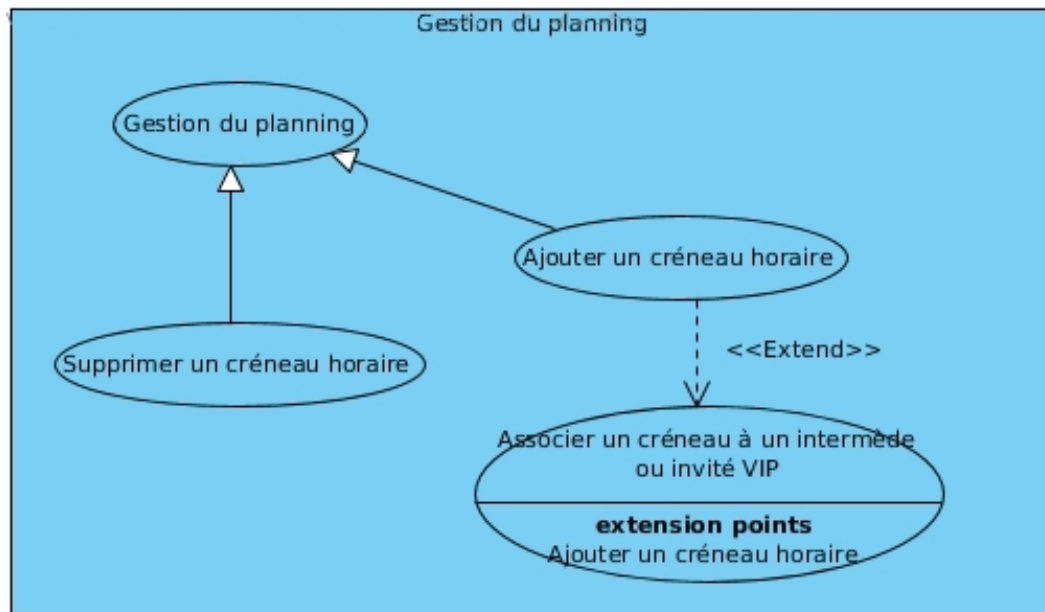 Gestion du planning
Gestion du planning
Ajouter un créneau horaire
Supprimer un créneau horaire
<<Extend>>
Associer un créneau à un intermède
ou invité VIP
extension points
Ajouter un créneau horaire